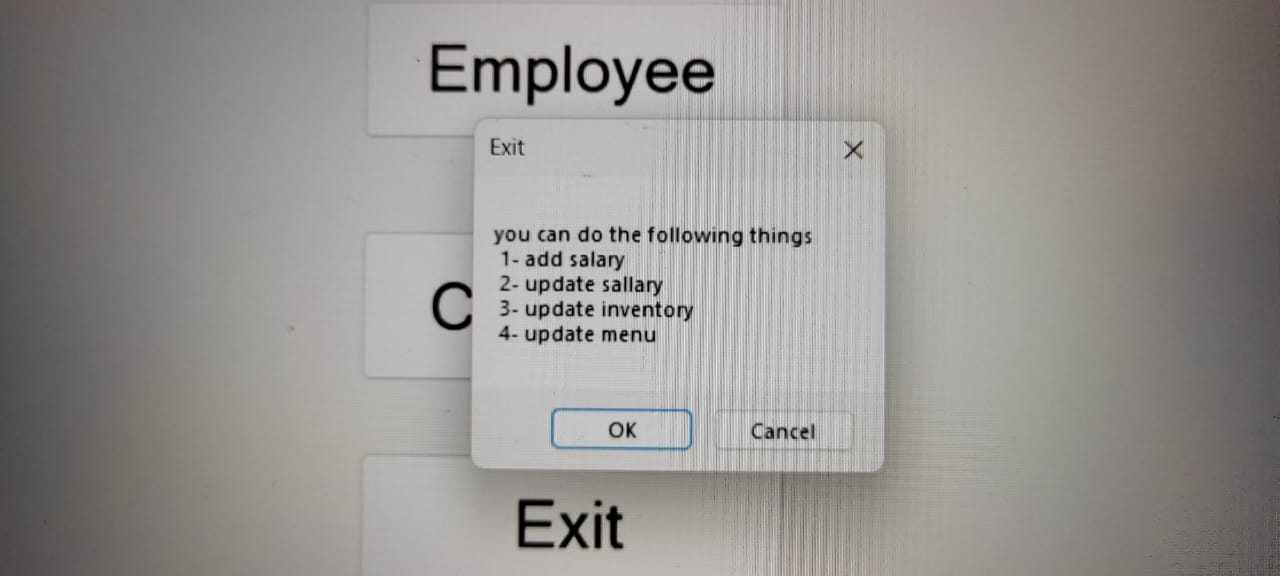 Employee
Exit
you can do the following things
1- add salary
2- update sallary
3- update inventory
4- update menu
C
OK
Cancel
Exit